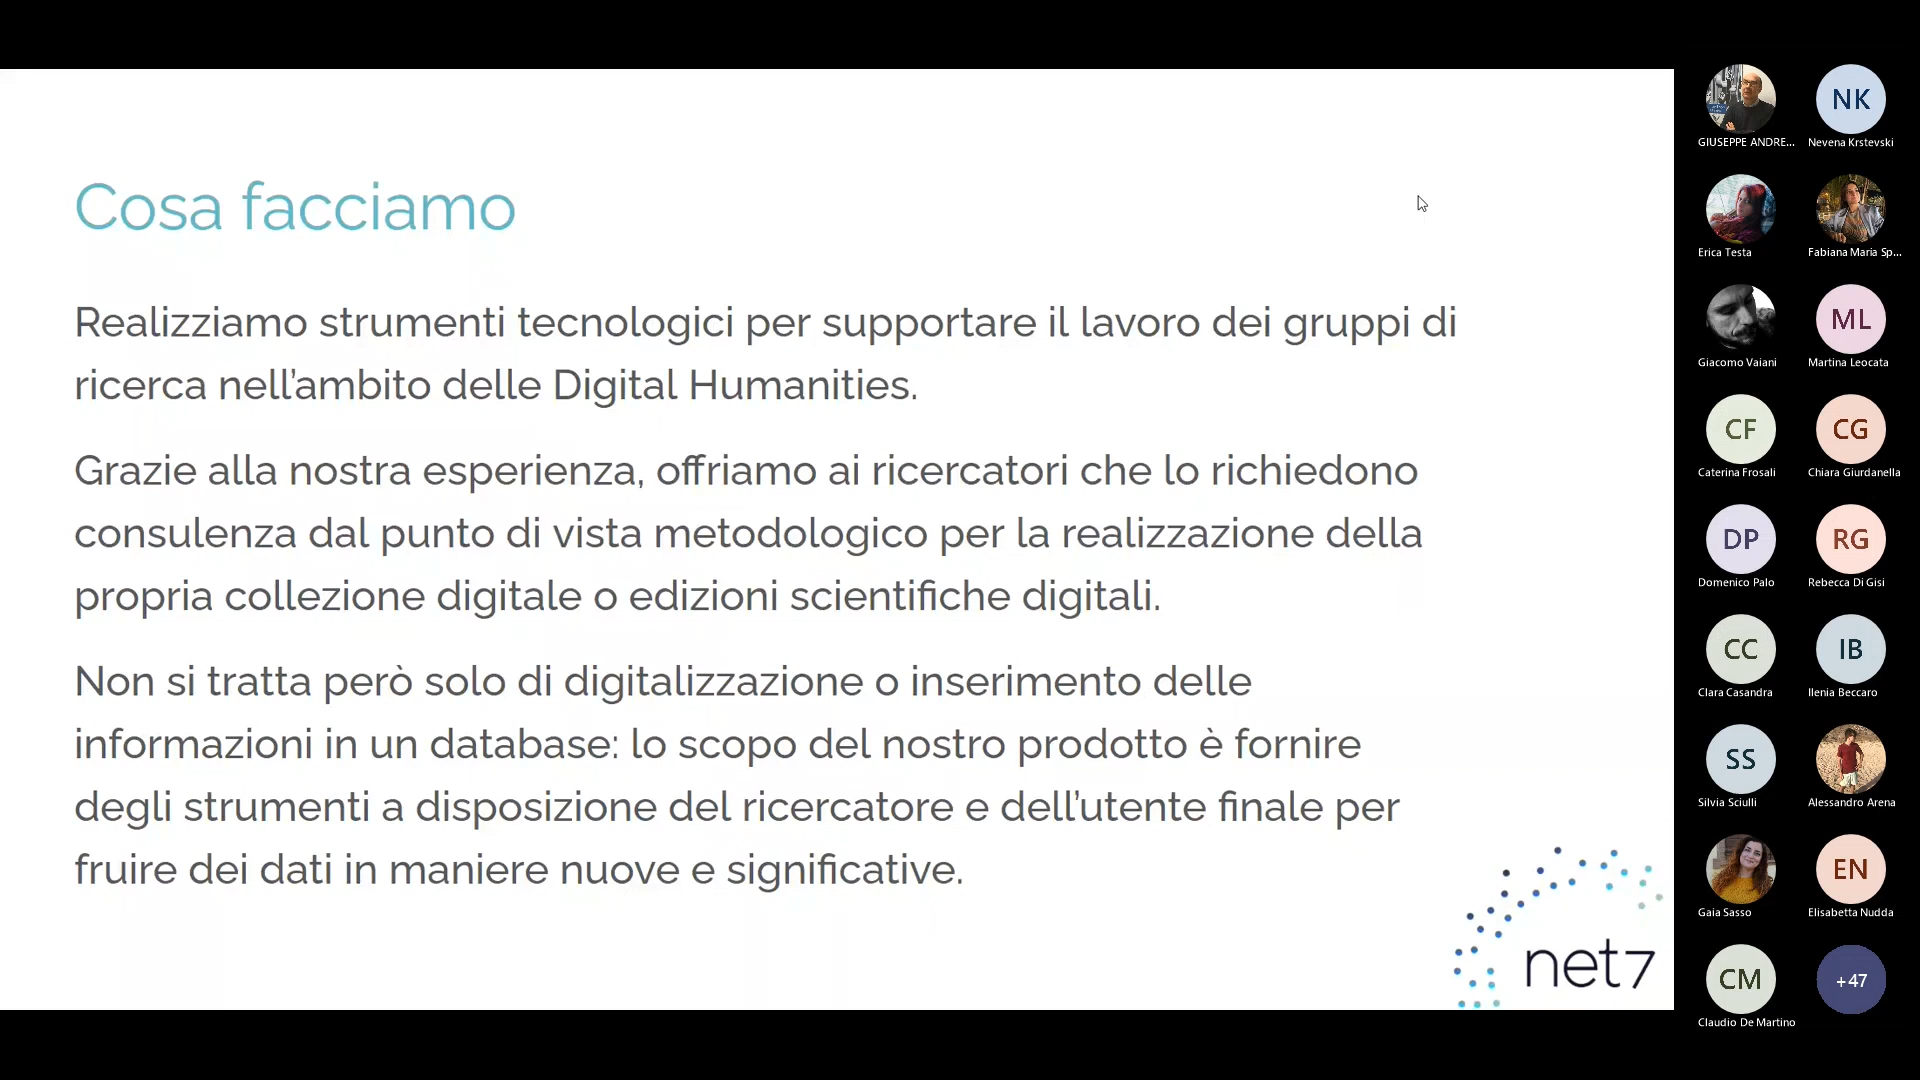 Cosa facciamo
Realizziamo strumenti tecnologici per supportare il lavoro dei gruppi di
ricerca nell’ambito delle Digital Humanities.
Grazie alla nostra esperienza, offriamo ai ricercatori che lo richiedono
consulenza dal punto di vista metodologico per la realizzazione della
propria collezione digitale o edizioni scientifiche digitali.
Non si tratta però solo di digitalizzazione o inserimento delle
informazioni in un database: lo scopo del nostro prodotto è fornire
degli strumenti a disposizione del ricercatore e dell’utente finale per
fruire dei dati in maniere nuove e significative.
net7
NK
GIUSEPPE ANDRE...
Nevena Krstevski
Erica Testa
Fabiana Maria Sp...
ML
Giacomo Vaiani
Martina Leocata
CF
CG
Caterina Frosali
Chiara Giurdanella
DP
RG
Domenico Palo
Rebecca Di Gisi
CC
IB
Clara Casandra
Ilenia Beccaro
SS
Silvia Sciulli
Alessandro Arena
EN
Gaia Sasso
Elisabetta Nudda
CM
+47
Claudio De Martino